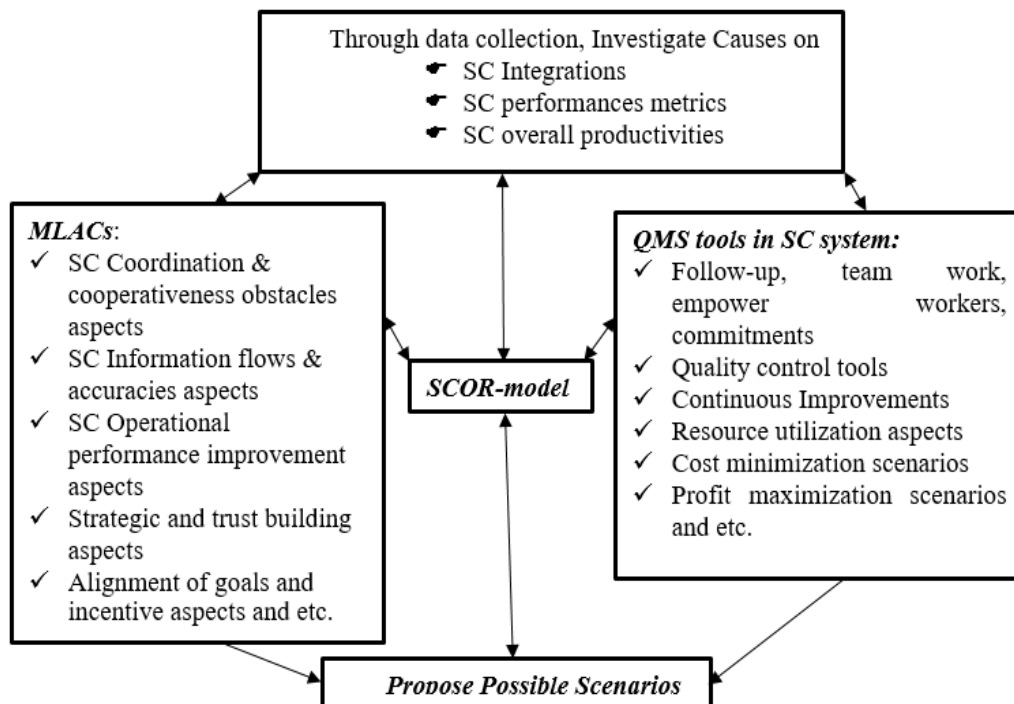 Through data collection, Investigate Causes on
☛ SC Integrations
☛ SC performances metrics
☛ SC overall productivities
MLACs:
✓ SC Coordination &
cooperativeness obstacles
aspects
✓ SC Information flows &
accuracies aspects
✓ SC Operational
performance improvement
aspects
✓ Strategic and trust building
aspects
✓ Alignment of goals and
incentive aspects and etc.
SCOR-model
QMS tools in SC system:
✓ Follow-up, team work,
empower workers,
commitments
✓ Quality control tools
✓ Continuous Improvements
✓ Resource utilization aspects
✓ Cost minimization scenarios
✓ Profit maximization scenarios
and etc.
Propose Possible Scenarios